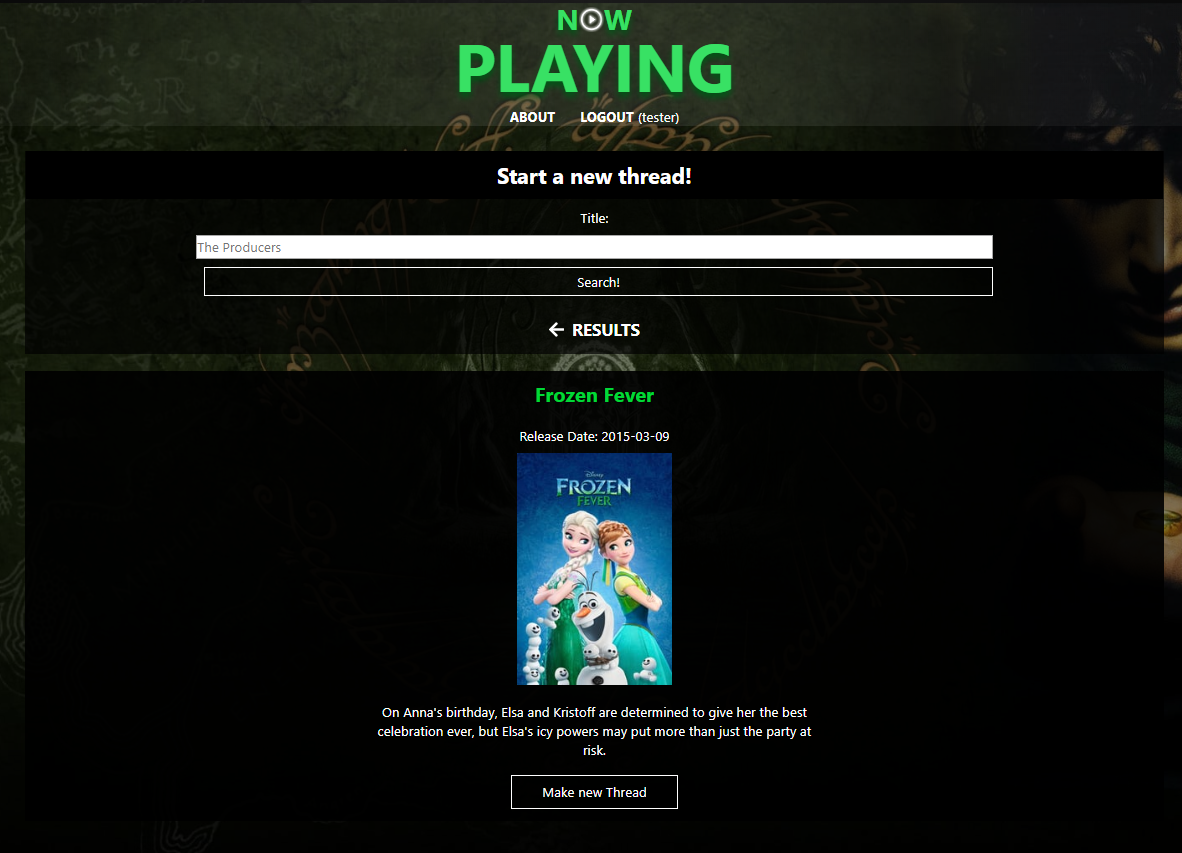 NOW
PLAYING
ABOUT LOGOUT (tester)
Start a new thread!
Title:
The Producers
Search!
← RESULTS
Frozen Fever
Release Date: 2015-03-09
Disney
FROZEN
FEVER
On Anna's birthday, Elsa and Kristoff are determined to give her the best
celebration ever, but Elsa's icy powers may put more than just the party at
risk.
Make new Thread